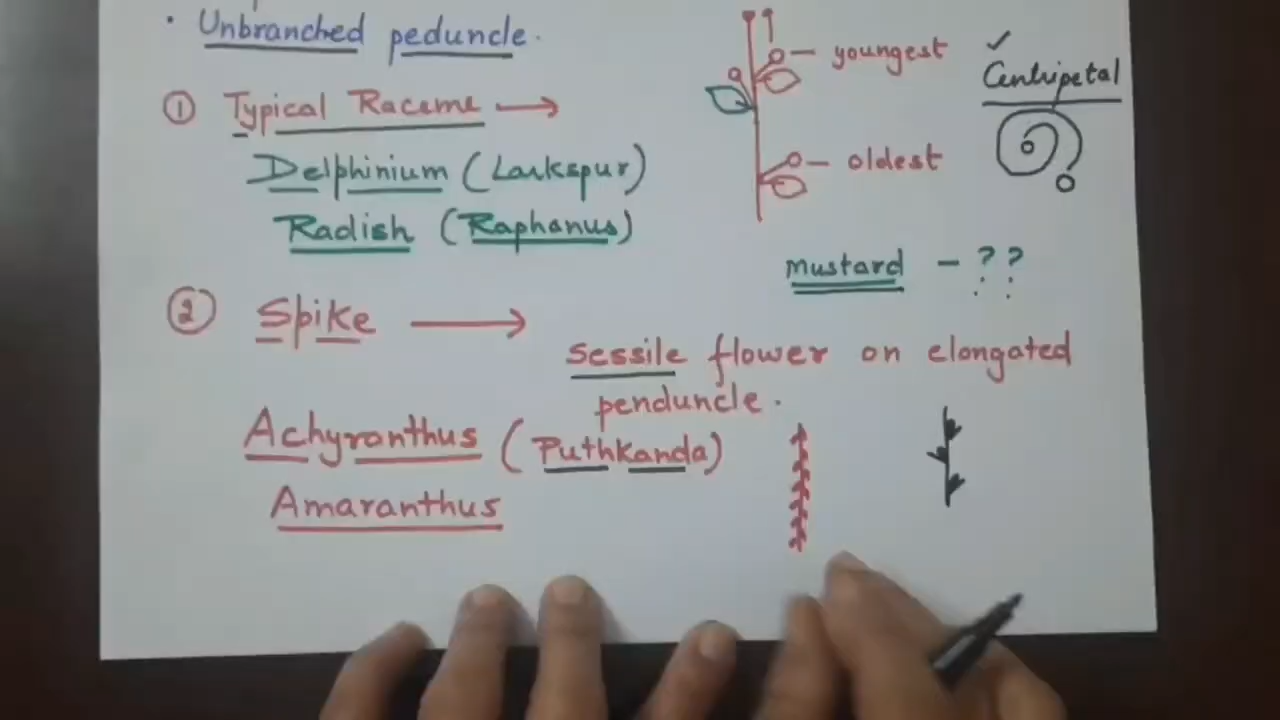 • Unbranched peduncle.
① Typical Raceme →
Delphinium (Larkspur)
Radish (Raphanus)
youngest
oldest
✓
Centripetal
mustard - ??
② Spike →
sessile flower on elongated
penduncle.
Achyranthus (Puthkanda)
Amaranthus